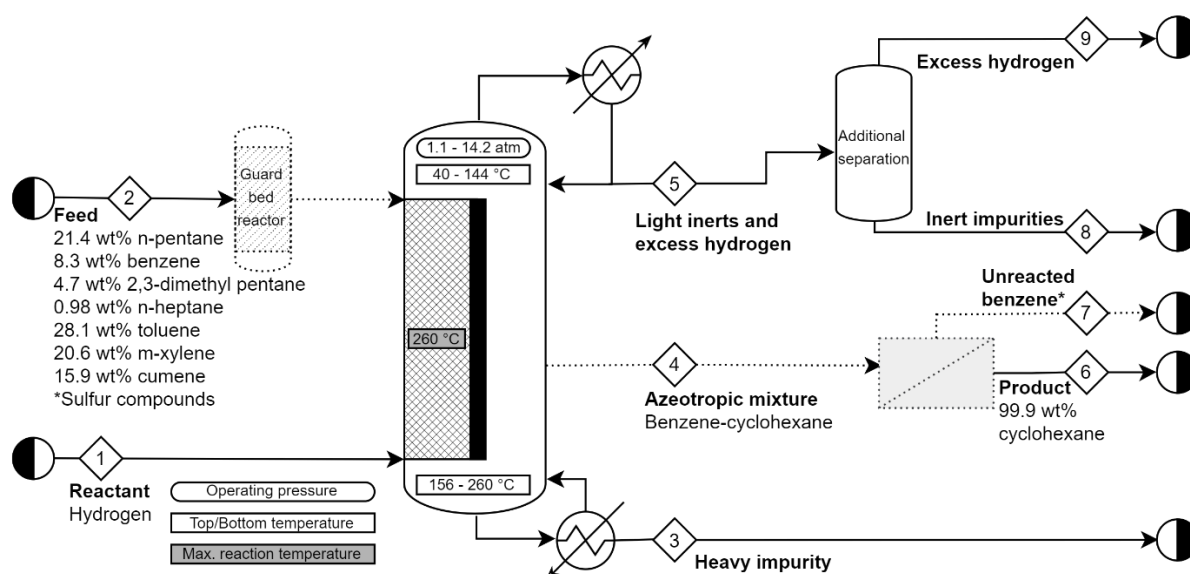 9
Excess hydrogen
1.1 - 14.2 atm
40 - 144 °C
Additional
separation
Guard
bed
reactor
2
Feed
21.4 wt% n-pentane
8.3 wt% benzene
4.7 wt% 2,3-dimethyl pentane
0.98 wt% n-heptane
28.1 wt% toluene
20.6 wt% m-xylene
15.9 wt% cumene
*Sulfur compounds
5
Light inerts and
excess hydrogen
Inert impurities
8
Unreacted
benzene*
7
260 °C
4
Azeotropic mixture
Benzene-cyclohexane
6
Product
99.9 wt%
cyclohexane
1
Reactant
Hydrogen
Operating pressure
Top/Bottom temperature
Max. reaction temperature
156 - 260 °C
3
Heavy impurity